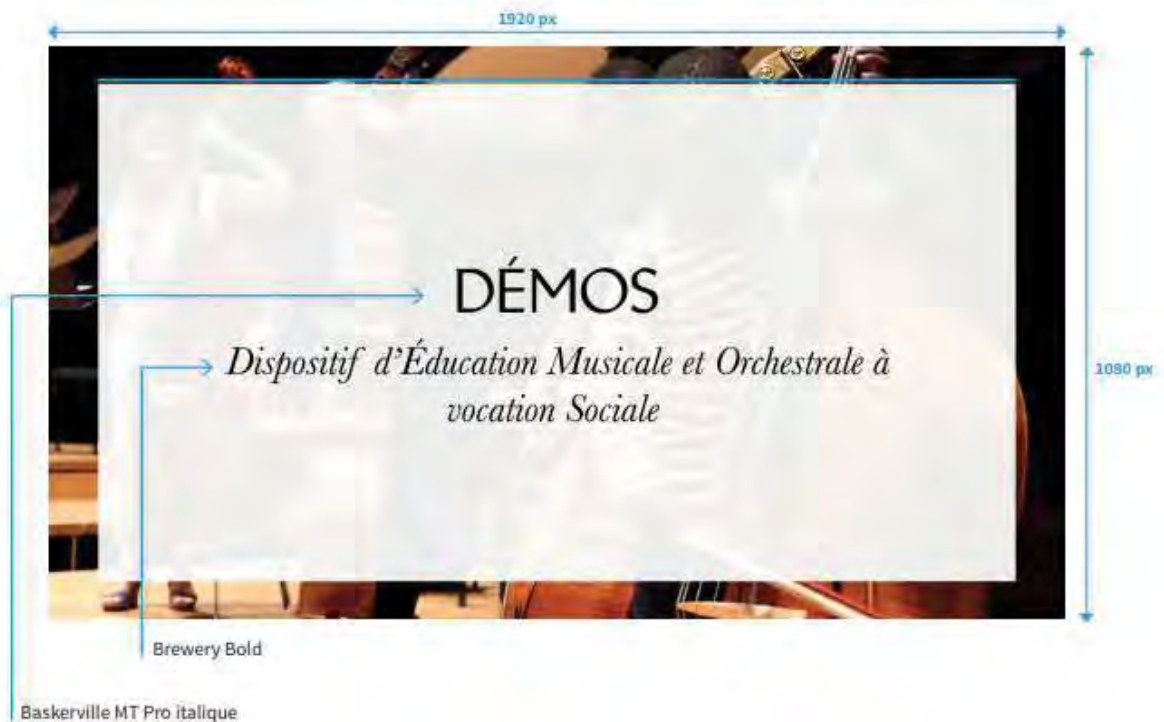 1920 px
DÉMOS
Dispositif d’Éducation Musicale et Orchestrale à
vocation Sociale
1080 px
Brewery Bold
Baskerville MT Pro italique